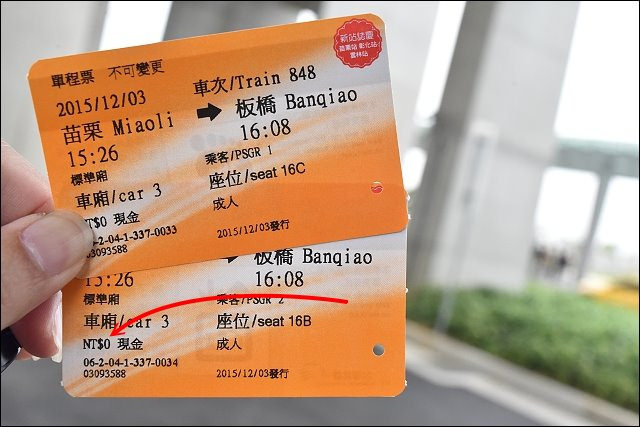 新站誌慶
苗栗站 彰化站
雲林站
單程票 不可變更
2015/12/03 車次/Train 848
苗栗 Miaoli → 板橋 Banqiao
15:26 16:08
標準廂 乘客/PSGR 1
車廂/car 3 座位/seat 16C
NT$0 現金 成人
-2-04-1-337-0033
03093588 2015/12/03發行
板橋 Banqiao
15:26 16:08
標準廂 乘客/PSGR 2
車廂/car 3 座位/seat 16B
NT$0 現金 成人
06-2-04-1-337-0034
03093588 2015/12/03發行